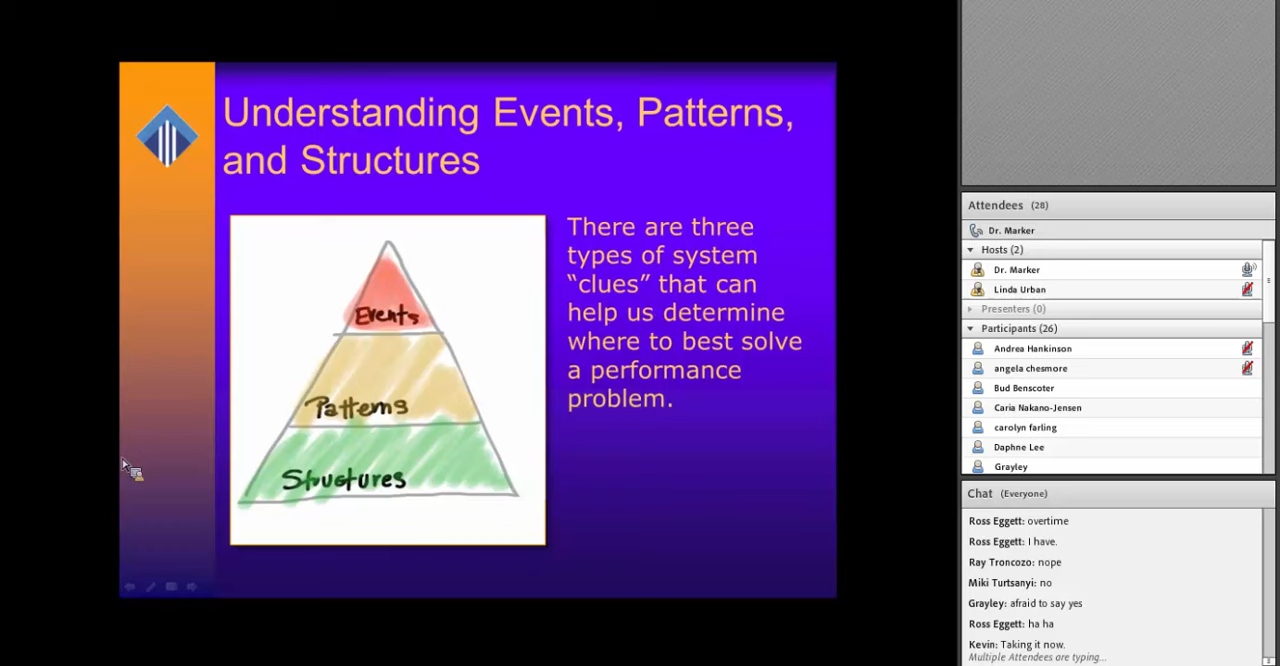 Understanding Events, Patterns,
and Structures
Events
Patterns
Structures
There are three
types of system
“clues” that can
help us determine
where to best solve
a performance
problem.
Attendees (28)
Dr. Marker
Hosts (2)
Dr. Marker
Linda Urban
Presenters (0)
Participants (26)
Andrea Hankinson
angela chesmore
Bud Benscoter
Caria Nakano-Jensen
carolyn farling
Daphne Lee
Grayley
Chat (Everyone)
Ross Eggett: overtime
Ross Eggett: I have.
Ray Troncozo: nope
Miki Turtsanyi: no
Grayley: afraid to say yes
Ross Eggett: ha ha
Kevin: Taking it now.
Multiple Attendees are typing...